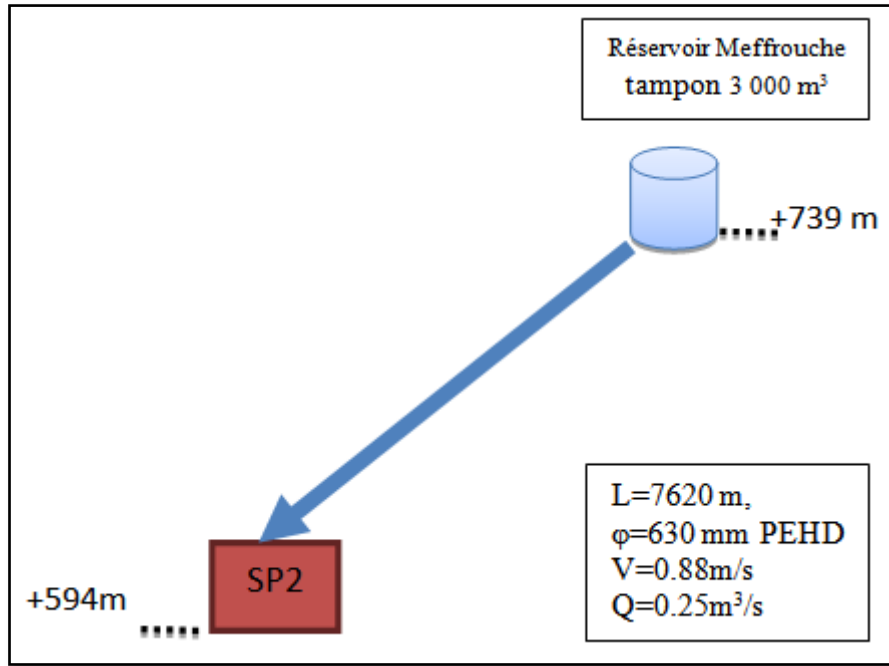 Réservoir Meffrouche
tampon 3 000 m³
+739 m
SP2
+594m
L=7620 m,
φ=630 mm PEHD
V=0.88m/s
Q=0.25m³/s